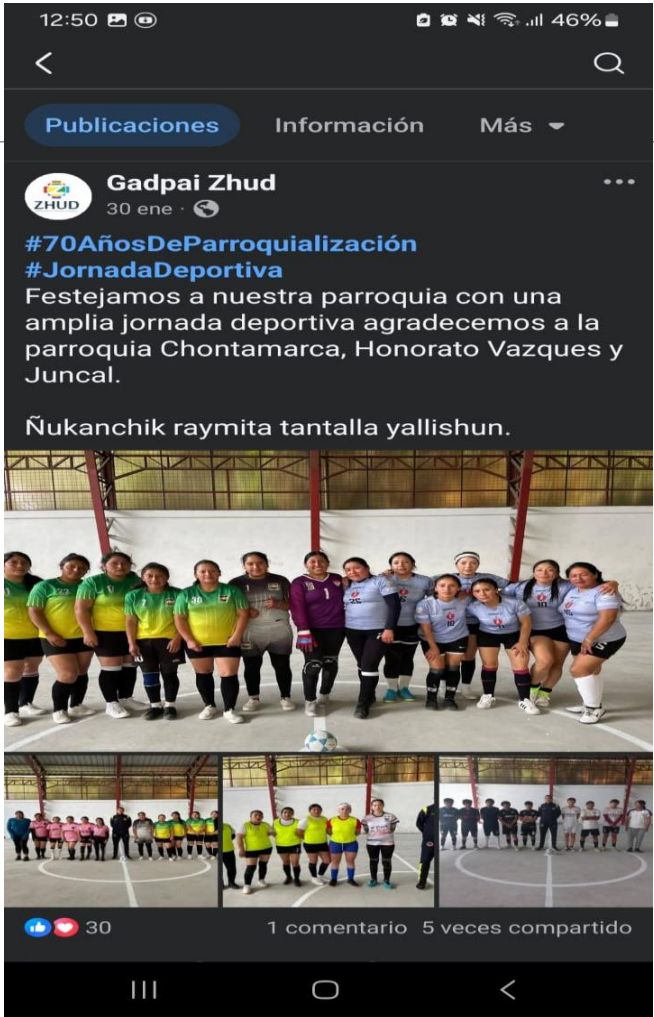 12:50 46%
Publicaciones Información Más
Gadpai Zhud
ZHUD
30 ene ·
#70AñosDeParroquialización
#JornadaDeportiva
Festejamos a nuestra parroquia con una
amplia jornada deportiva agradecemos a la
parroquia Chontamarca, Honorato Vazques y
Juncal.
Ñukanchik raymita tantalla yallishun.
30 1 comentario 5 veces compartido